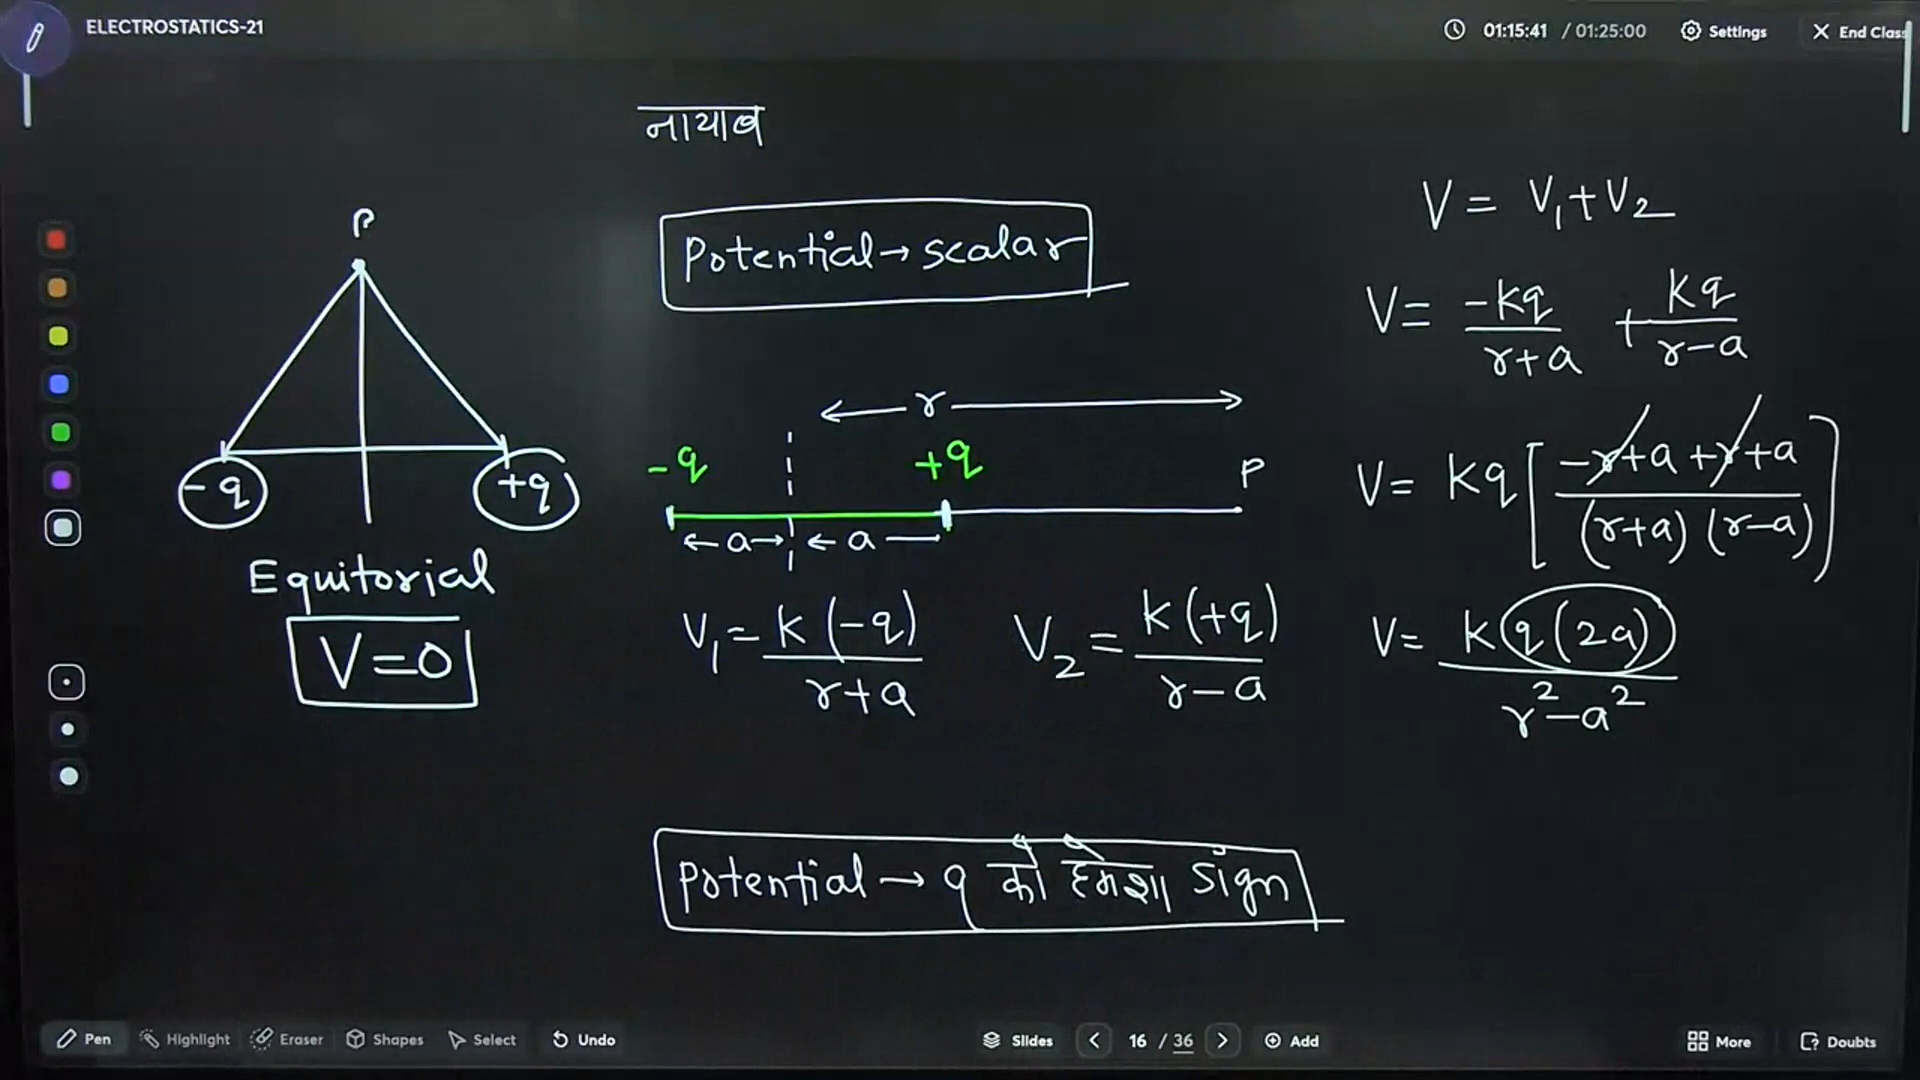 ELECTROSTATICS-21
01:15:41 / 01:25:00
Settings
End Class
नायाब
P
-q
+q
Equitorial
V=0
Potential → scalar
r
-q
+q
P
a
a
V₁ = k(-q)/(r+a)
V₂ = k(+q)/(r-a)
V = V₁+V₂
V = -kq/(r+a) + kq/(r-a)
V = kq[(-r+a+r+a)/((r+a)(r-a))]
V = kq(2a)/(r²-a²)
Potential → q को हमेशा sign
Pen
Highlight
Eraser
Shapes
Select
Undo
Slides
16 / 36
Add
More
Doubts